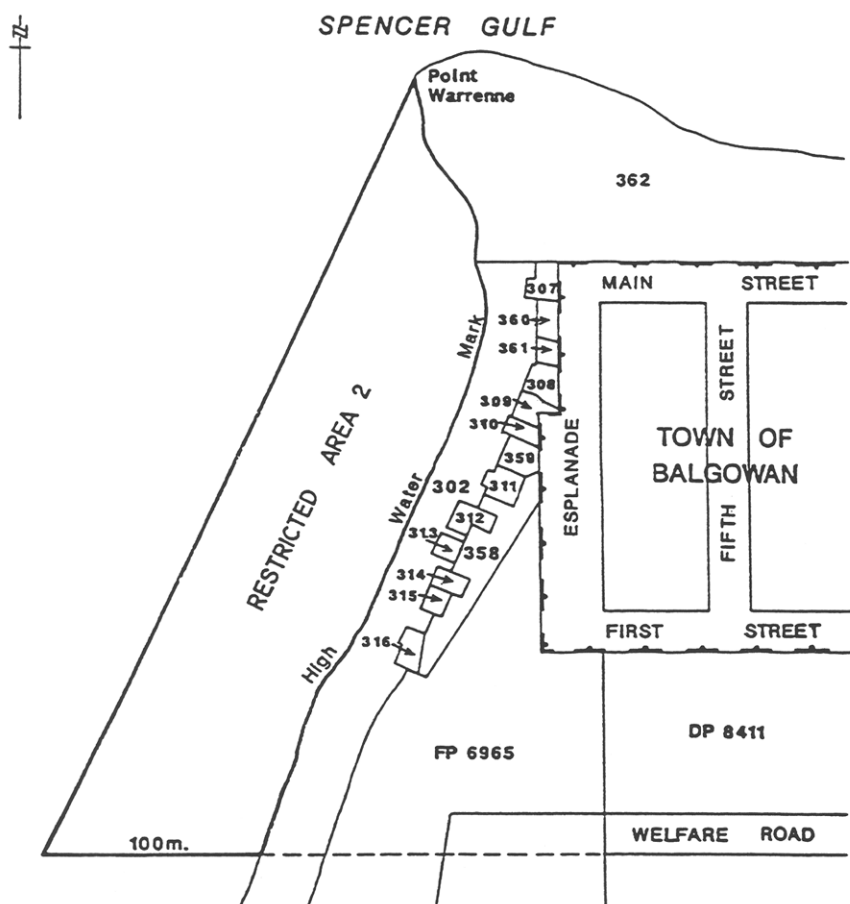 SPENCER GULF
N
Point
Warrenne
362
307
MAIN STREET
360
361
308
309
310
359
311
302
312
313
358
314
315
316
High Water Mark
RESTRICTED AREA 2
ESPLANADE
FIFTH STREET
TOWN OF
BALGOWAN
FIRST STREET
FP 6965
DP 8411
100m.
WELFARE ROAD